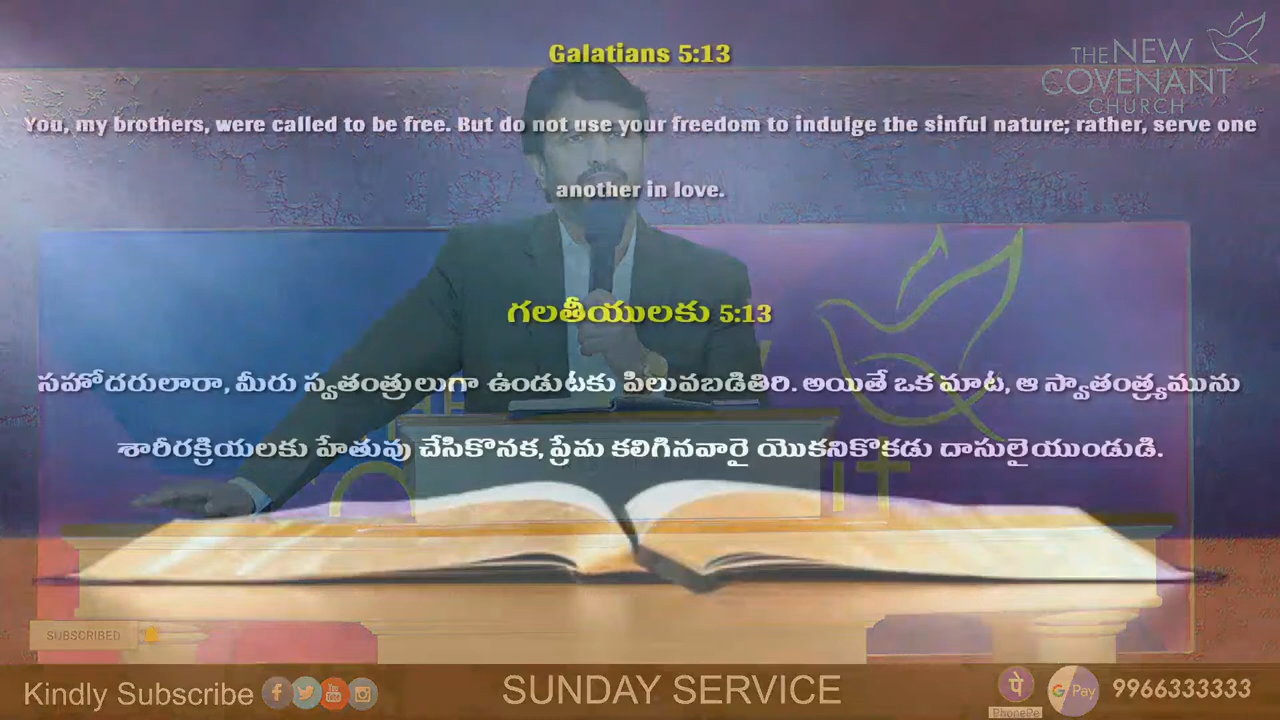 Galatians 5:13
THE NEW
COVENANT
CHURCH
You, my brothers, were called to be free. But do not use your freedom to indulge the sinful nature; rather, serve one
another in love.
గలతీయులకు 5:13
సహోదరులారా, మీరు స్వతంత్రులుగా ఉండుటకు పిలువబడితిరి. అయితే ఒక మాట, ఆ స్వాతంత్ర్యమును
శారీరక్రియలకు హేతువు చేసికొనక, ప్రేమ కలిగినవారై యొకనికొకడు దాసులైయుండుడి.
SUBSCRIBED
Kindly Subscribe
SUNDAY SERVICE
PhonePe
G Pay
9966333333